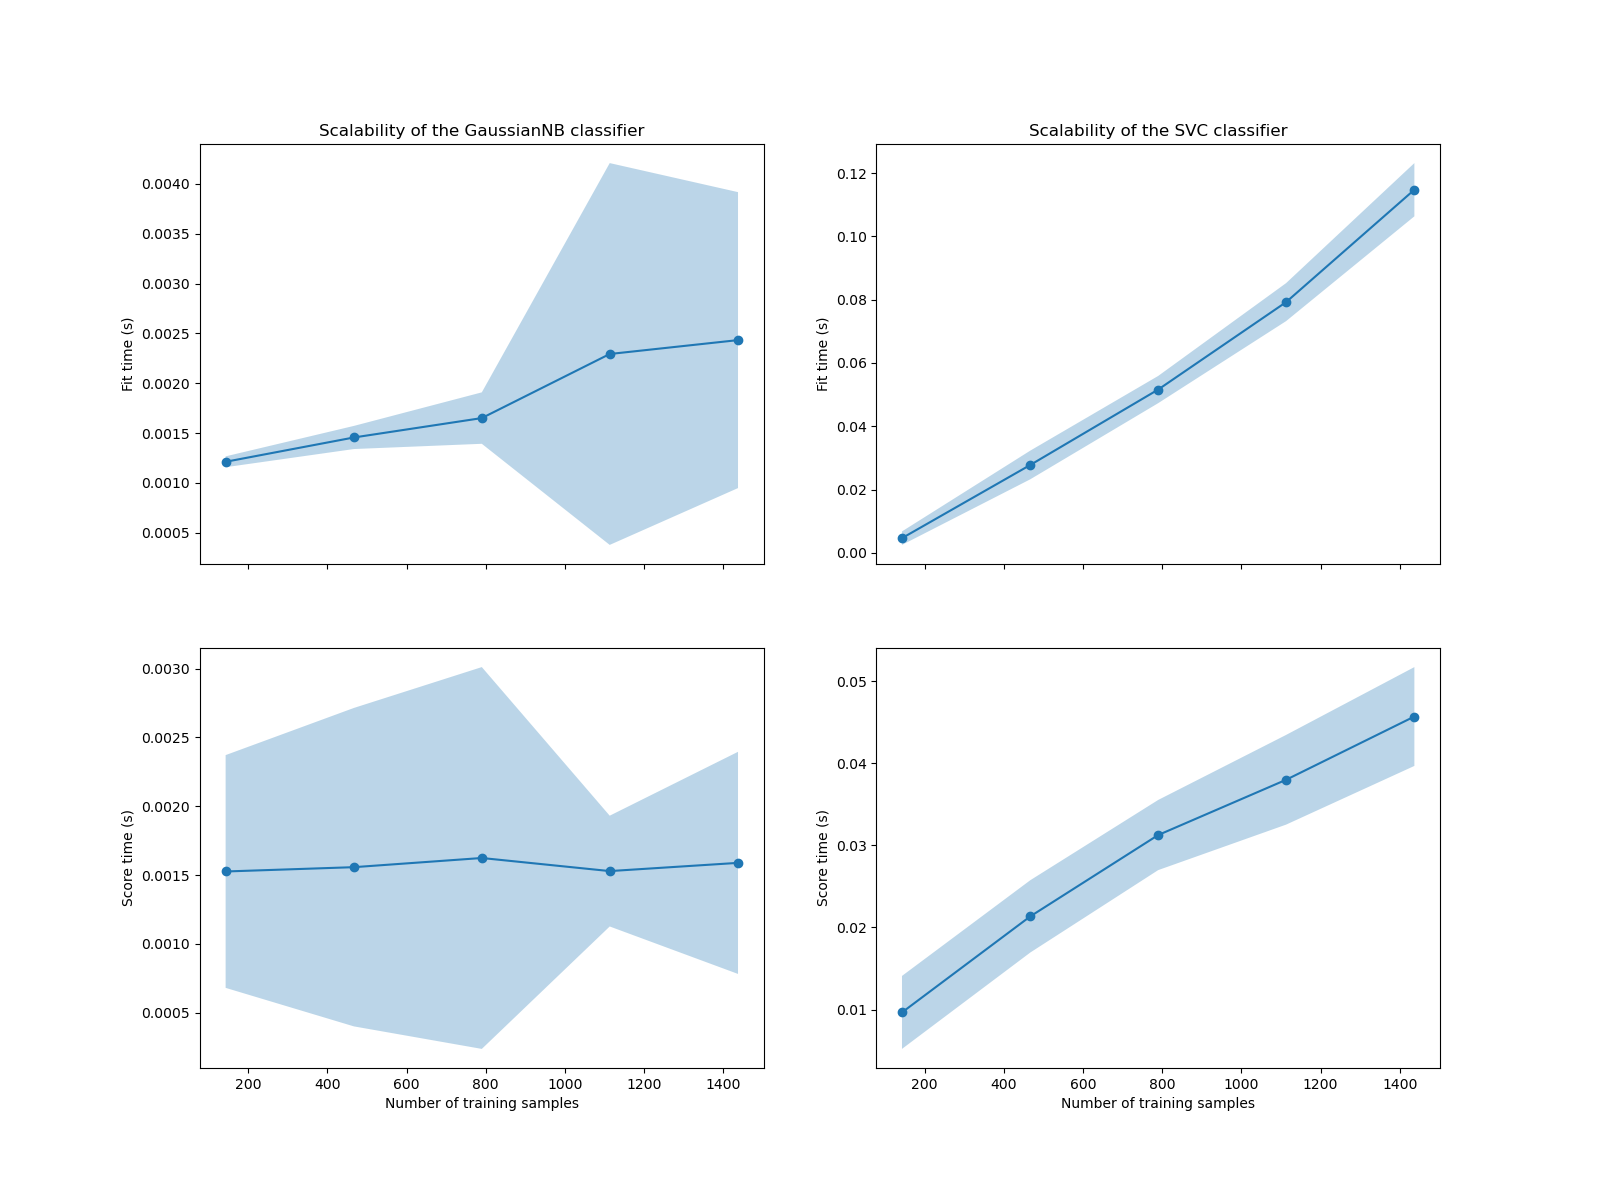 Scalability of the GaussianNB classifier
0.0040
0.0035
0.0030
0.0025
0.0020
0.0015
0.0010
0.0005
Fit time (s)
Scalability of the SVC classifier
0.12
0.10
0.08
0.06
0.04
0.02
0.00
Fit time (s)
0.0030
0.0025
0.0020
0.0015
0.0010
0.0005
Score time (s)
200 400 600 800 1000 1200 1400
Number of training samples
0.05
0.04
0.03
0.02
0.01
Score time (s)
200 400 600 800 1000 1200 1400
Number of training samples